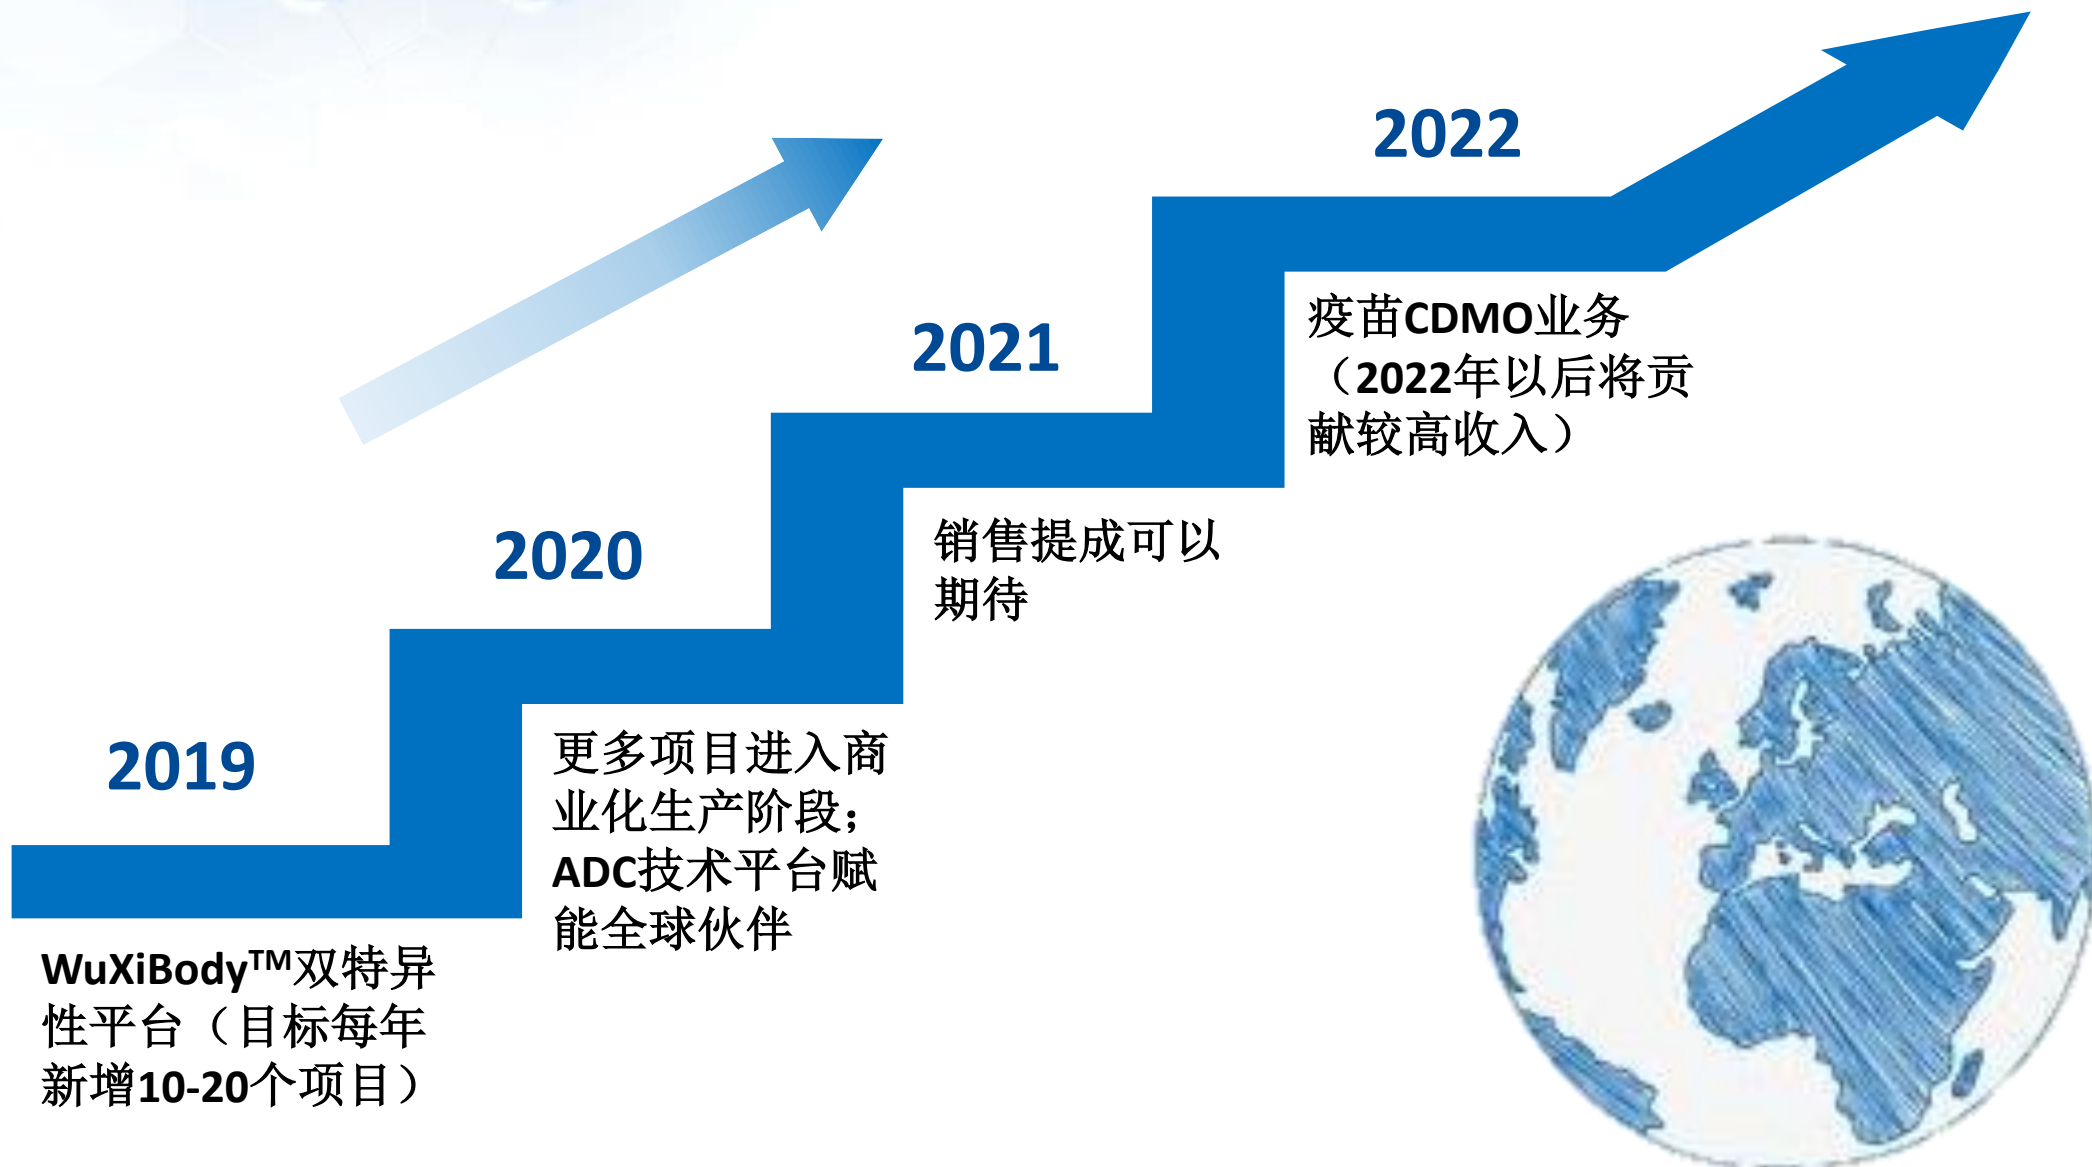 2019
WuXiBody™双特异
性平台（目标每年
新增10-20个项目）
2020
更多项目进入商
业化生产阶段；
ADC技术平台赋
能全球伙伴
2021
销售提成可以
期待
2022
疫苗CDMO业务
（2022年以后将贡
献较高收入）